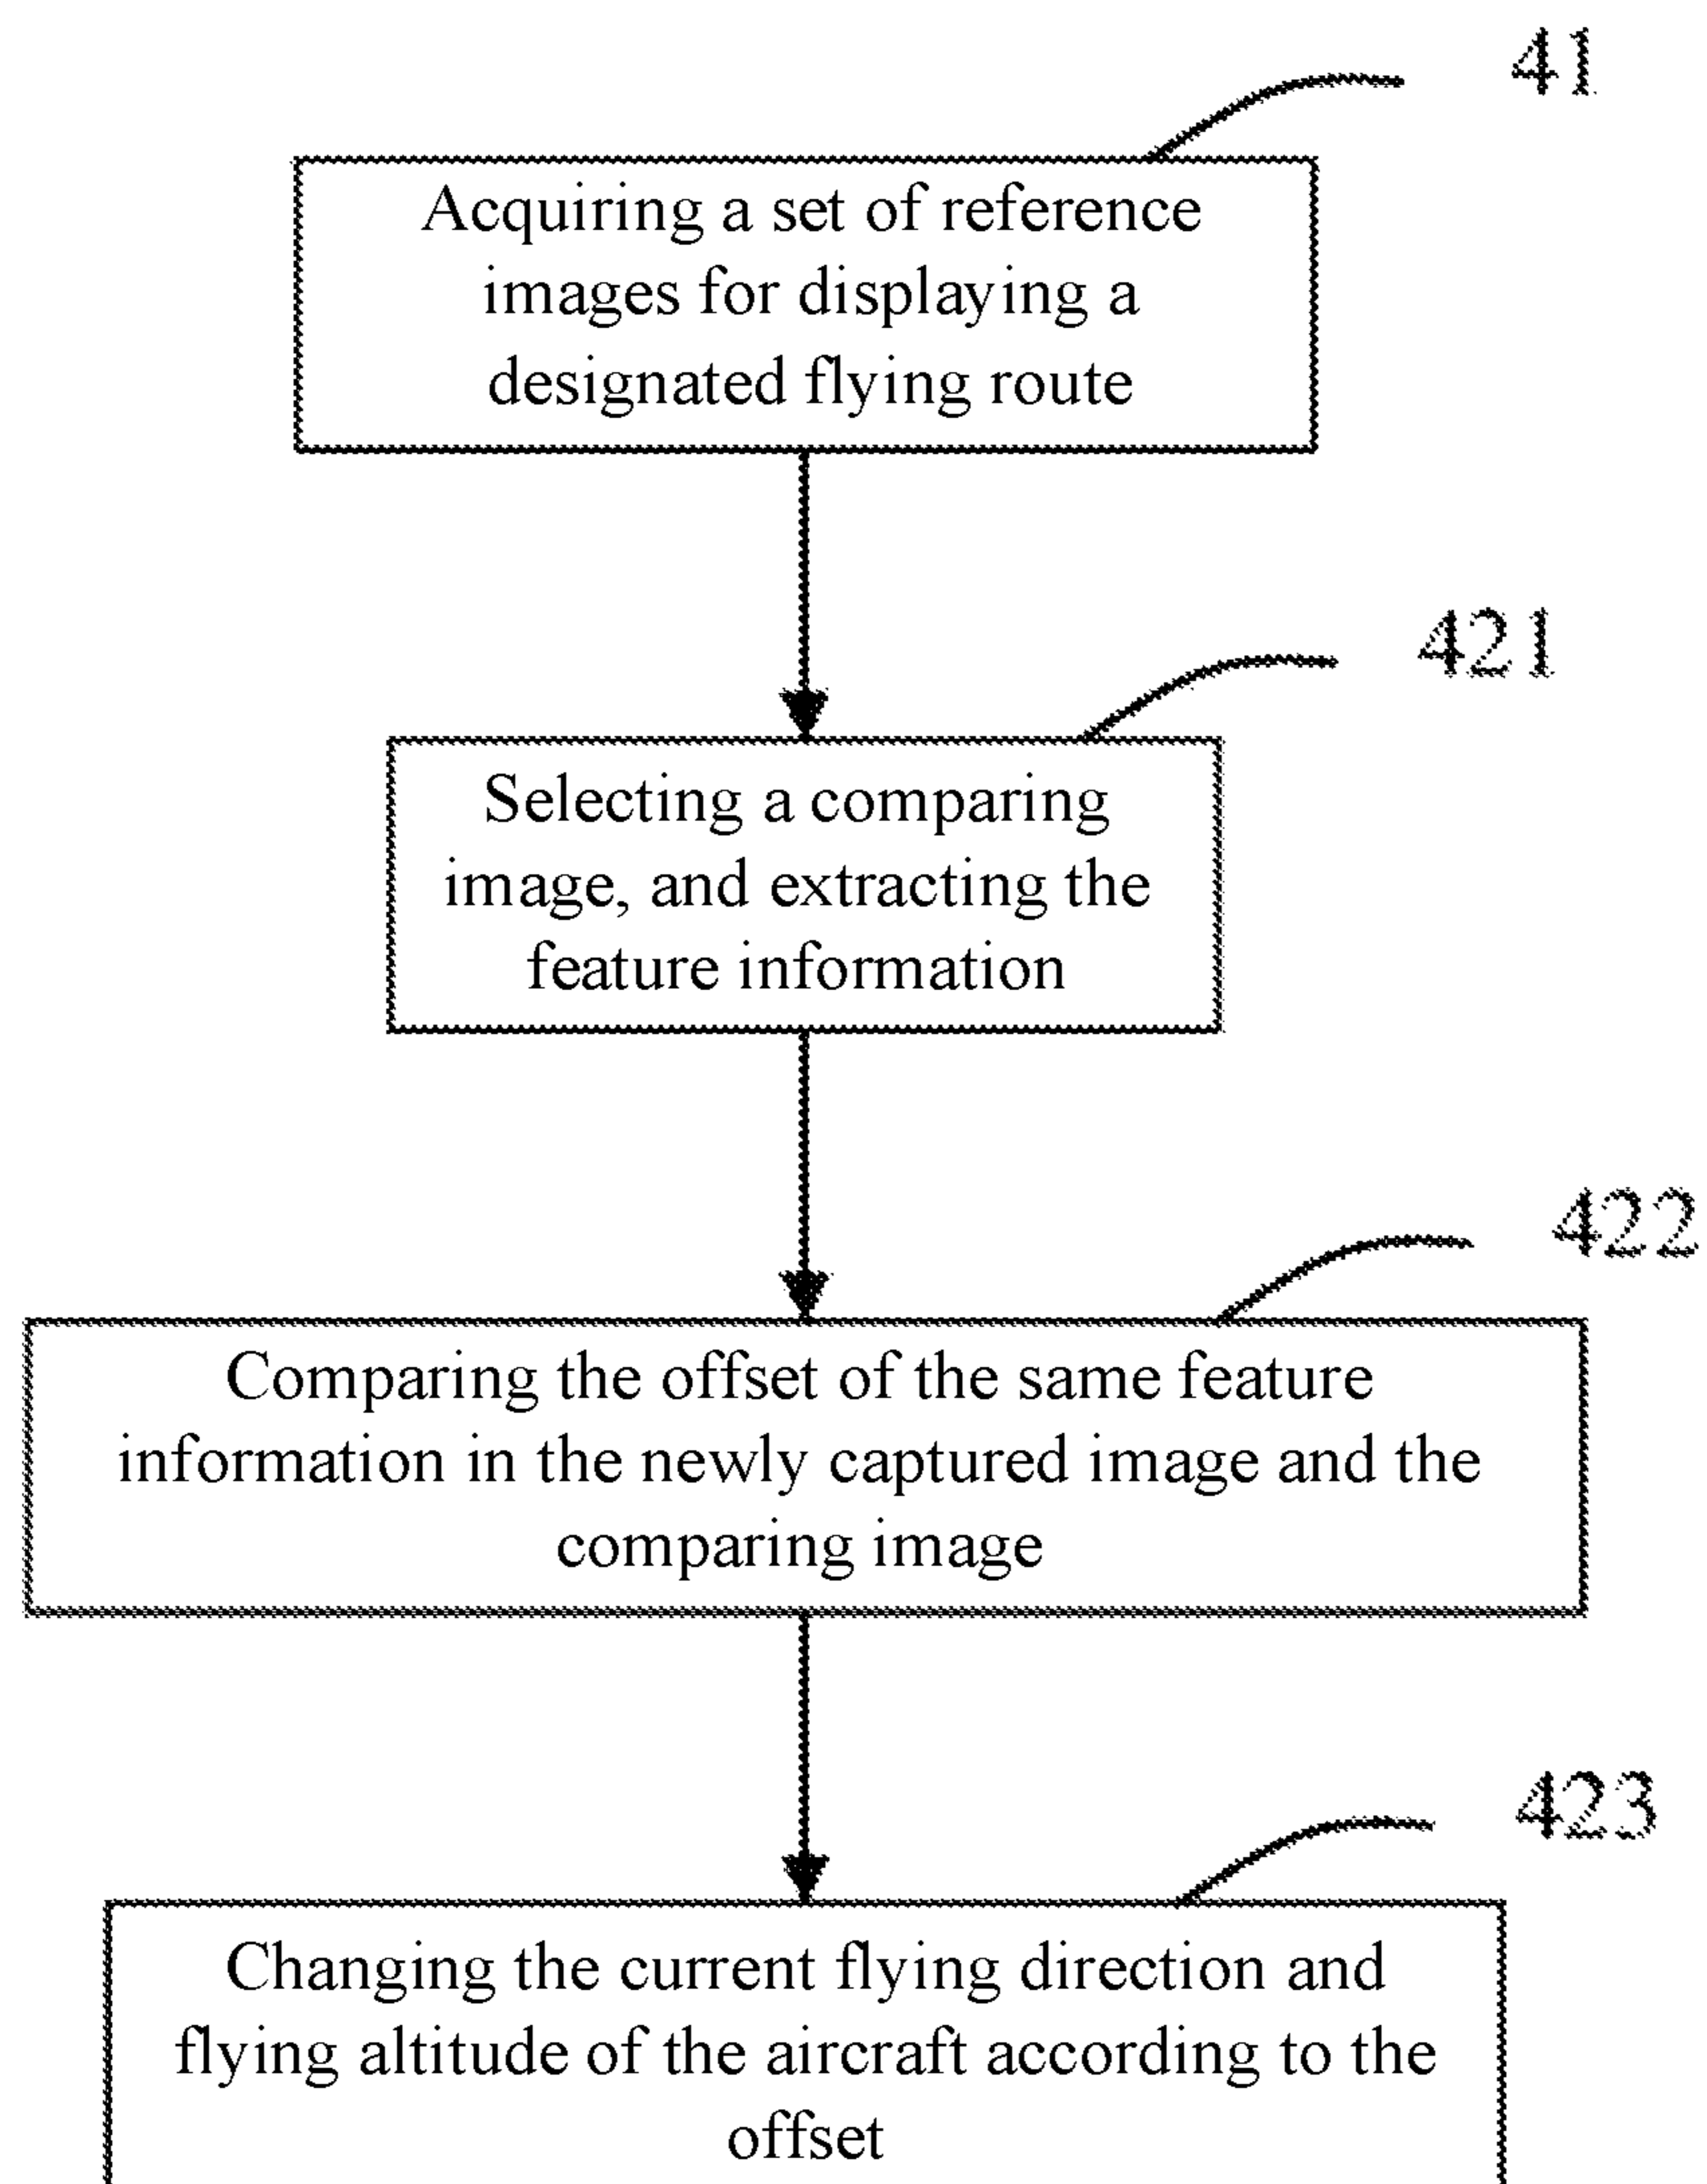 41
Acquiring a set of reference
images for displaying a
designated flying route
421
Selecting a comparing
image, and extracting the
feature information
422
Comparing the offset of the same feature
information in the newly captured image and the
comparing image
423
Changing the current flying direction and
flying altitude of the aircraft according to the
offset